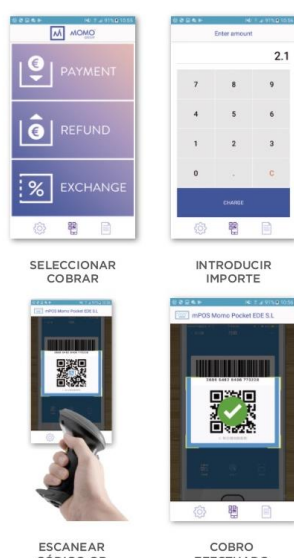 MOMO
PAYMENT
REFUND
EXCHANGE
Enter amount
2.1
7 8 9
4 5 6
1 2 3
0 . C
CHARGE
SELECCIONAR
COBRAR
INTRODUCIR
IMPORTE
mPOS Momo Pocket EDE S.L
mPOS Momo Pocket EDE S.L
ESCANEAR
COBRO